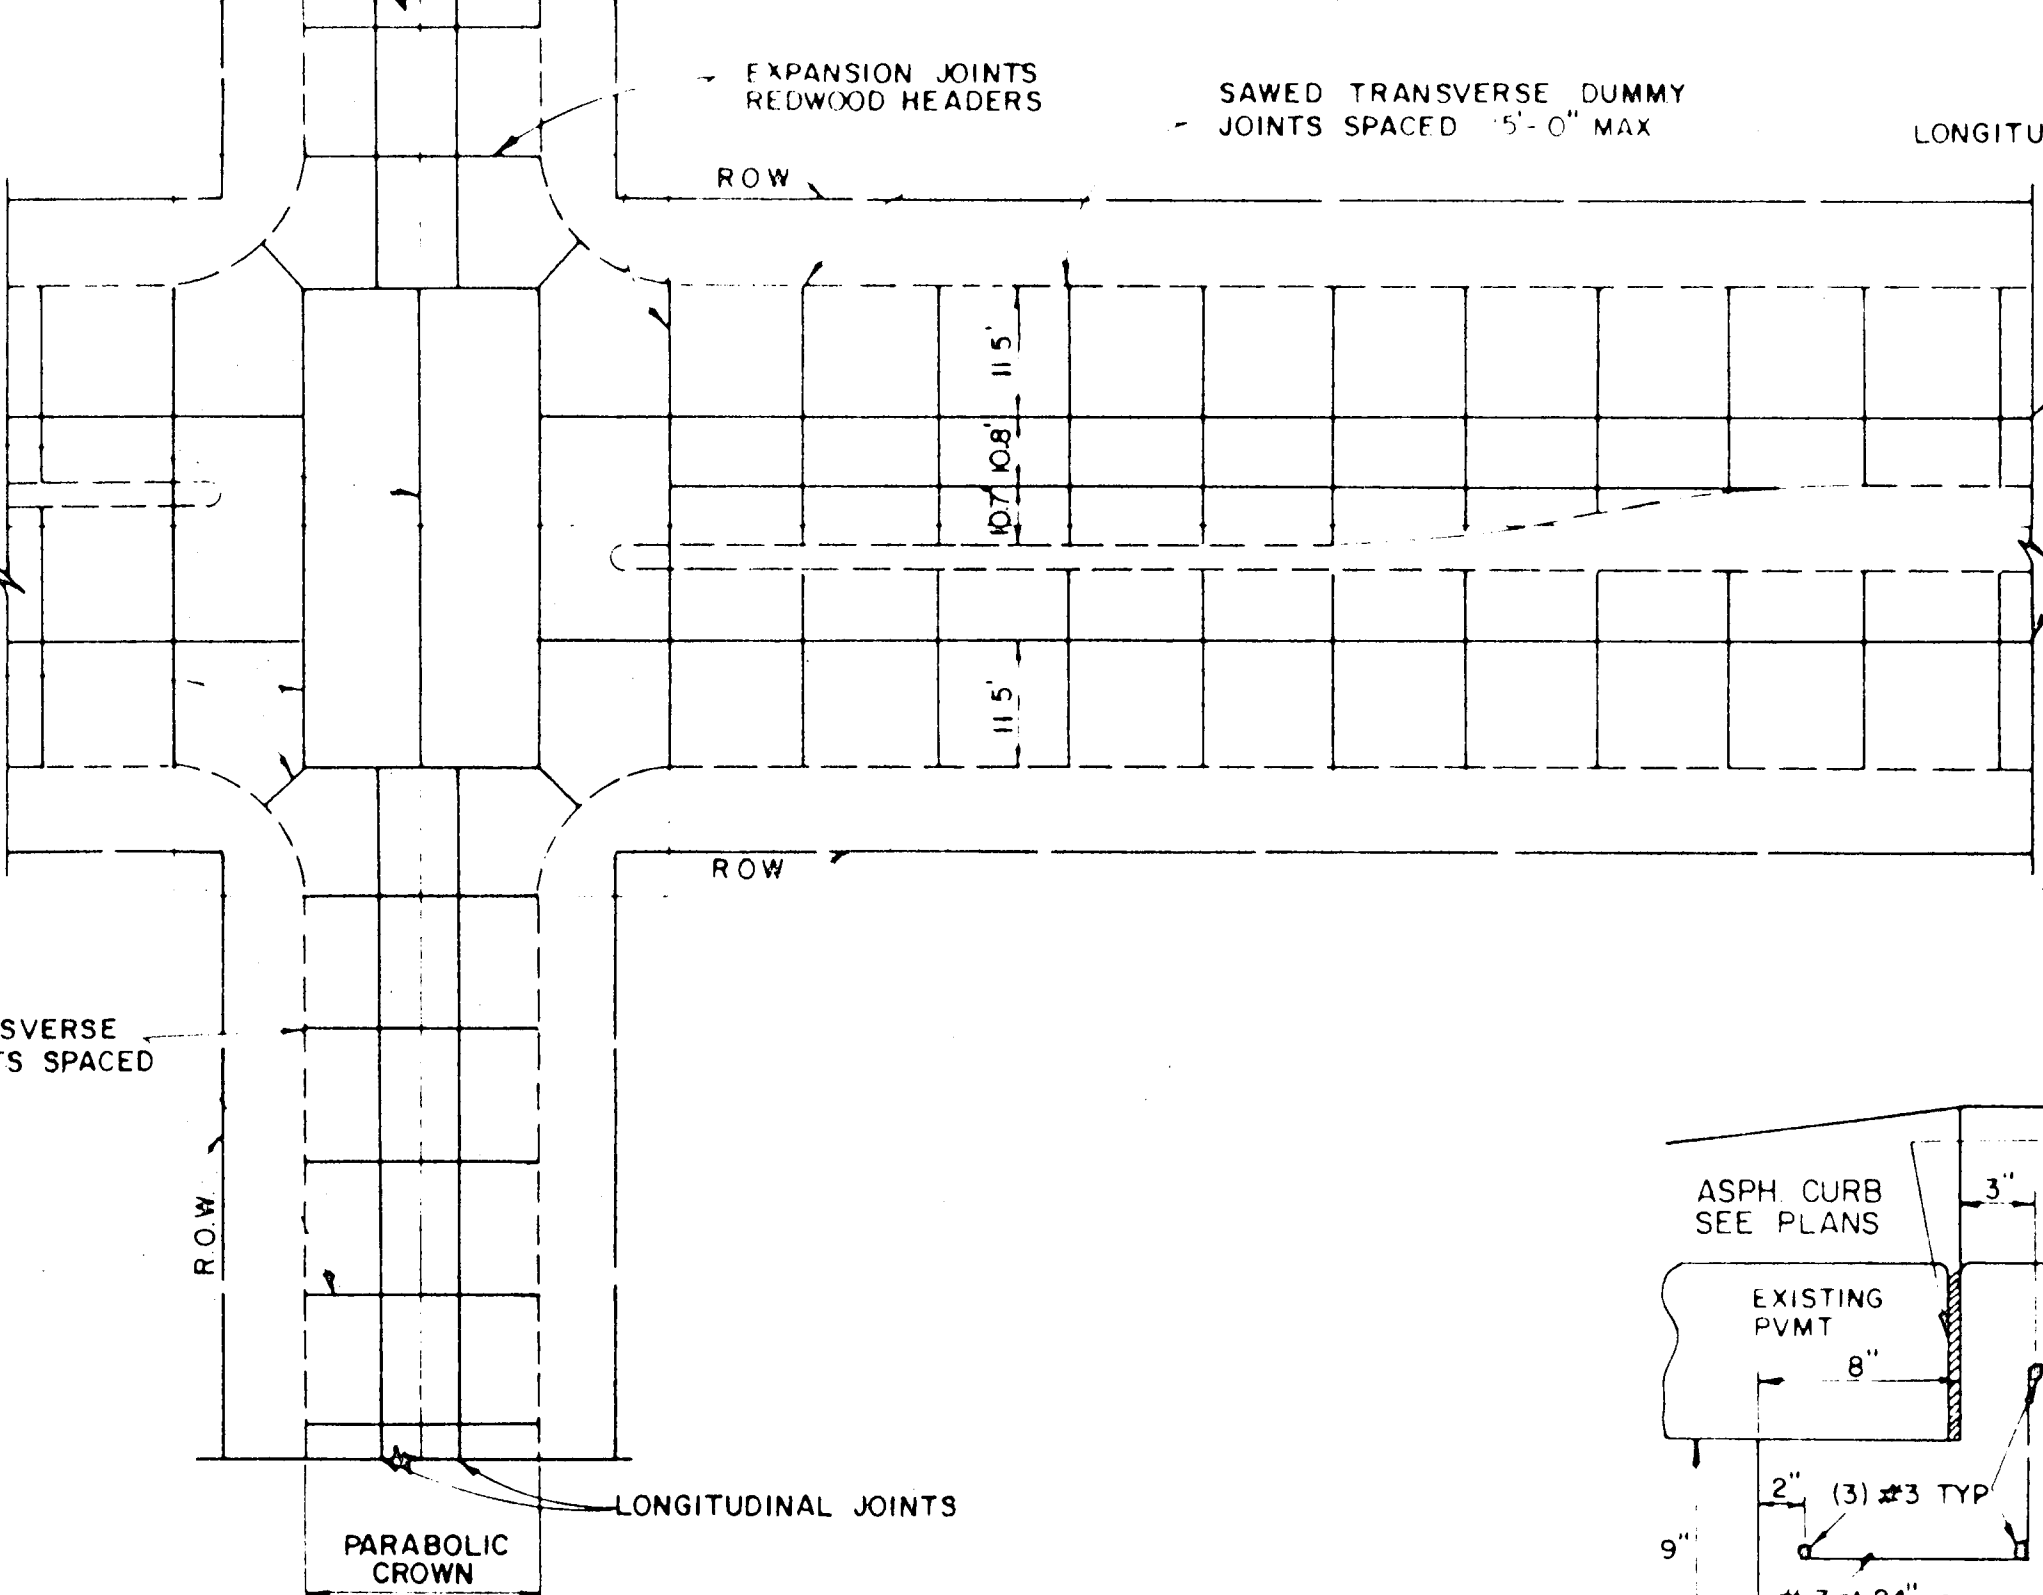 EXPANSION JOINTS
REDWOOD HEADERS
SAWED TRANSVERSE DUMMY
JOINTS SPACED 15'-0" MAX
LONGITU
ROW
11 5'
10.8'
10.7'
11 5'
ROW
SVERSE
TS SPACED
R.O.W.
ASPH. CURB
SEE PLANS
3"
EXISTING
PVMT
8"
2"
(3) #3 TYP
9"
LONGITUDINAL JOINTS
PARABOLIC
CROWN